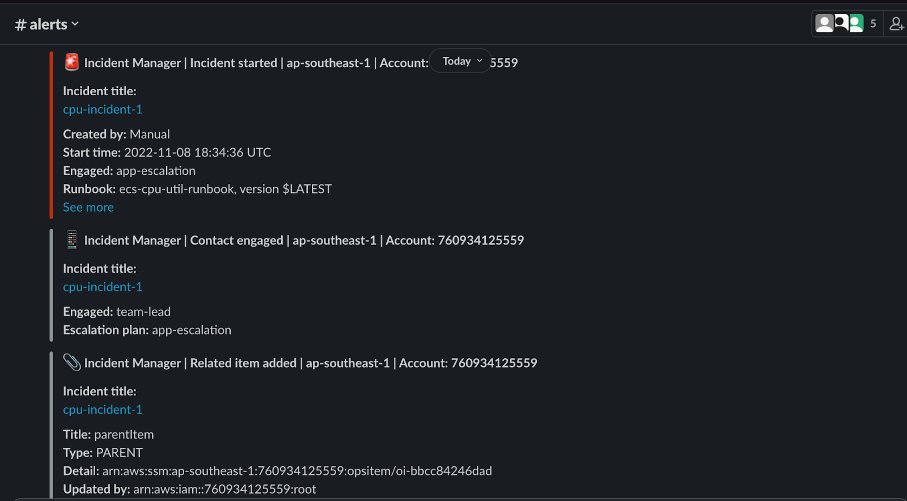 # alerts
5
Incident Manager | Incident started | ap-southeast-1 | Account: Today 5559
Incident title:
cpu-incident-1
Created by: Manual
Start time: 2022-11-08 18:34:36 UTC
Engaged: app-escalation
Runbook: ecs-cpu-util-runbook, version $LATEST
See more
Incident Manager | Contact engaged | ap-southeast-1 | Account: 760934125559
Incident title:
cpu-incident-1
Engaged: team-lead
Escalation plan: app-escalation
Incident Manager | Related item added | ap-southeast-1 | Account: 760934125559
Incident title:
cpu-incident-1
Title: parentItem
Type: PARENT
Detail: arn:aws:ssm:ap-southeast-1:760934125559:opsitem/oi-bbcc84246dad
Updated by: arn:aws:iam::760934125559:root